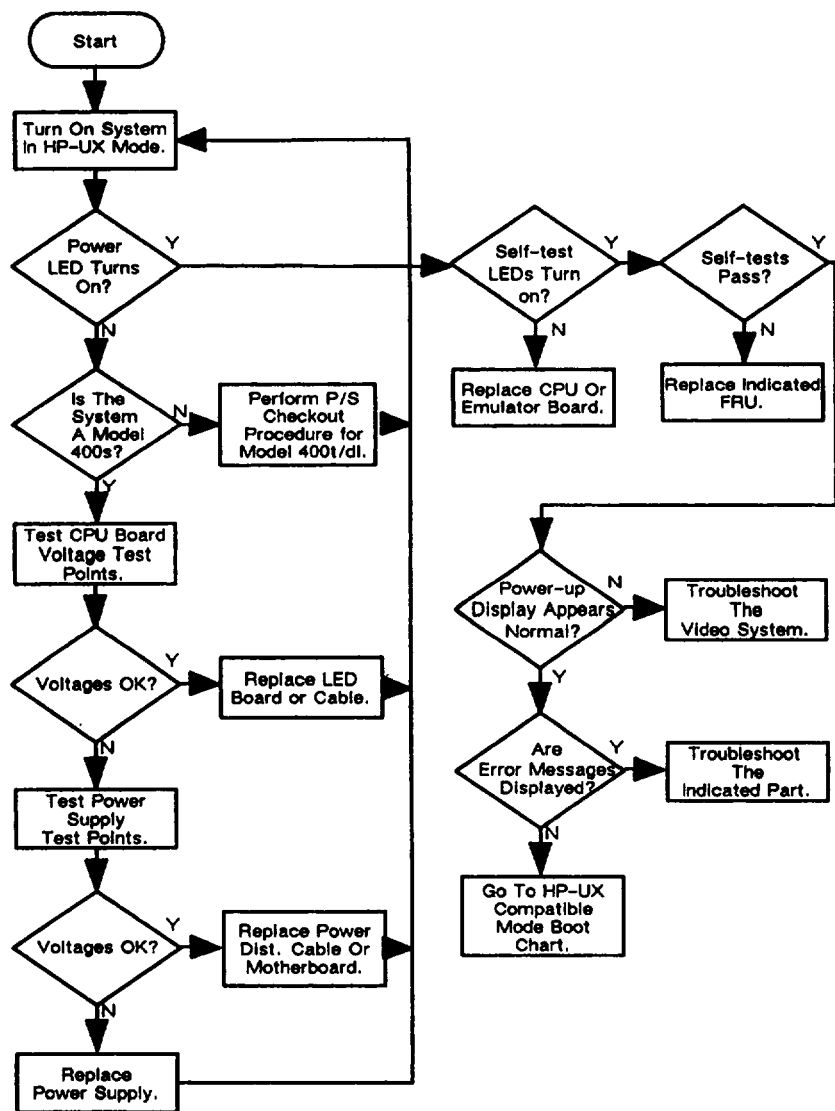 Start
Turn On System
In HP-UX Mode.
Power
LED Turns
On?
Y
N
Is The
System
A Model
400s?
N
Y
Perform P/S
Checkout
Procedure for
Model 400t/dl.
Test CPU Board
Voltage Test
Points.
Voltages OK?
Y
N
Replace LED
Board or Cable.
Test Power
Supply
Test Points.
Voltages OK?
Y
N
Replace Power
Dist. Cable Or
Motherboard.
Replace
Power Supply.
Self-test
LEDs Turn
on?
Y
N
Replace CPU Or
Emulator Board.
Self-tests
Pass?
Y
N
Replace Indicated
FRU.
Power-up
Display Appears
Normal?
N
Y
Troubleshoot
The
Video System.
Are
Error Messages
Displayed?
Y
N
Troubleshoot
The
Indicated Part.
Go To HP-UX
Compatible
Mode Boot
Chart.